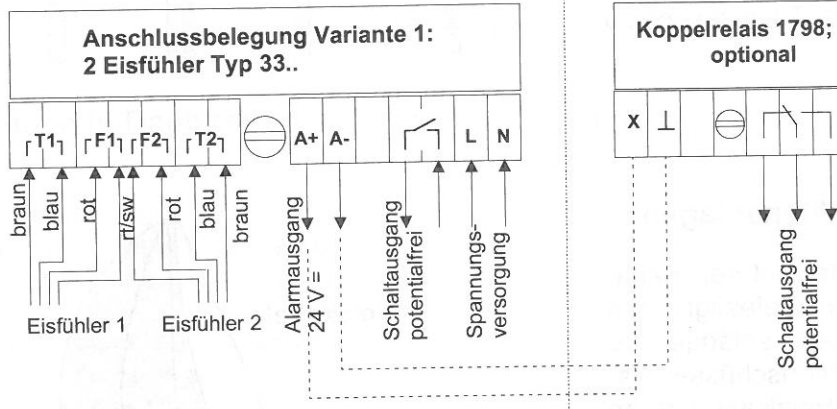 Anschlussbelegung Variante 1:
2 Eisfühler Typ 33..
T1 F1 F2 T2 A+ A- L N
braun
blau
rot
rt/sw
rot
blau
braun
Alarmausgang
24 V =
Schaltausgang
potentialfrei
Spannungs-
versorgung
Eisfühler 1
Eisfühler 2
Koppelrelais 1798;
optional
X ⊥
Schaltausgang
potentialfrei